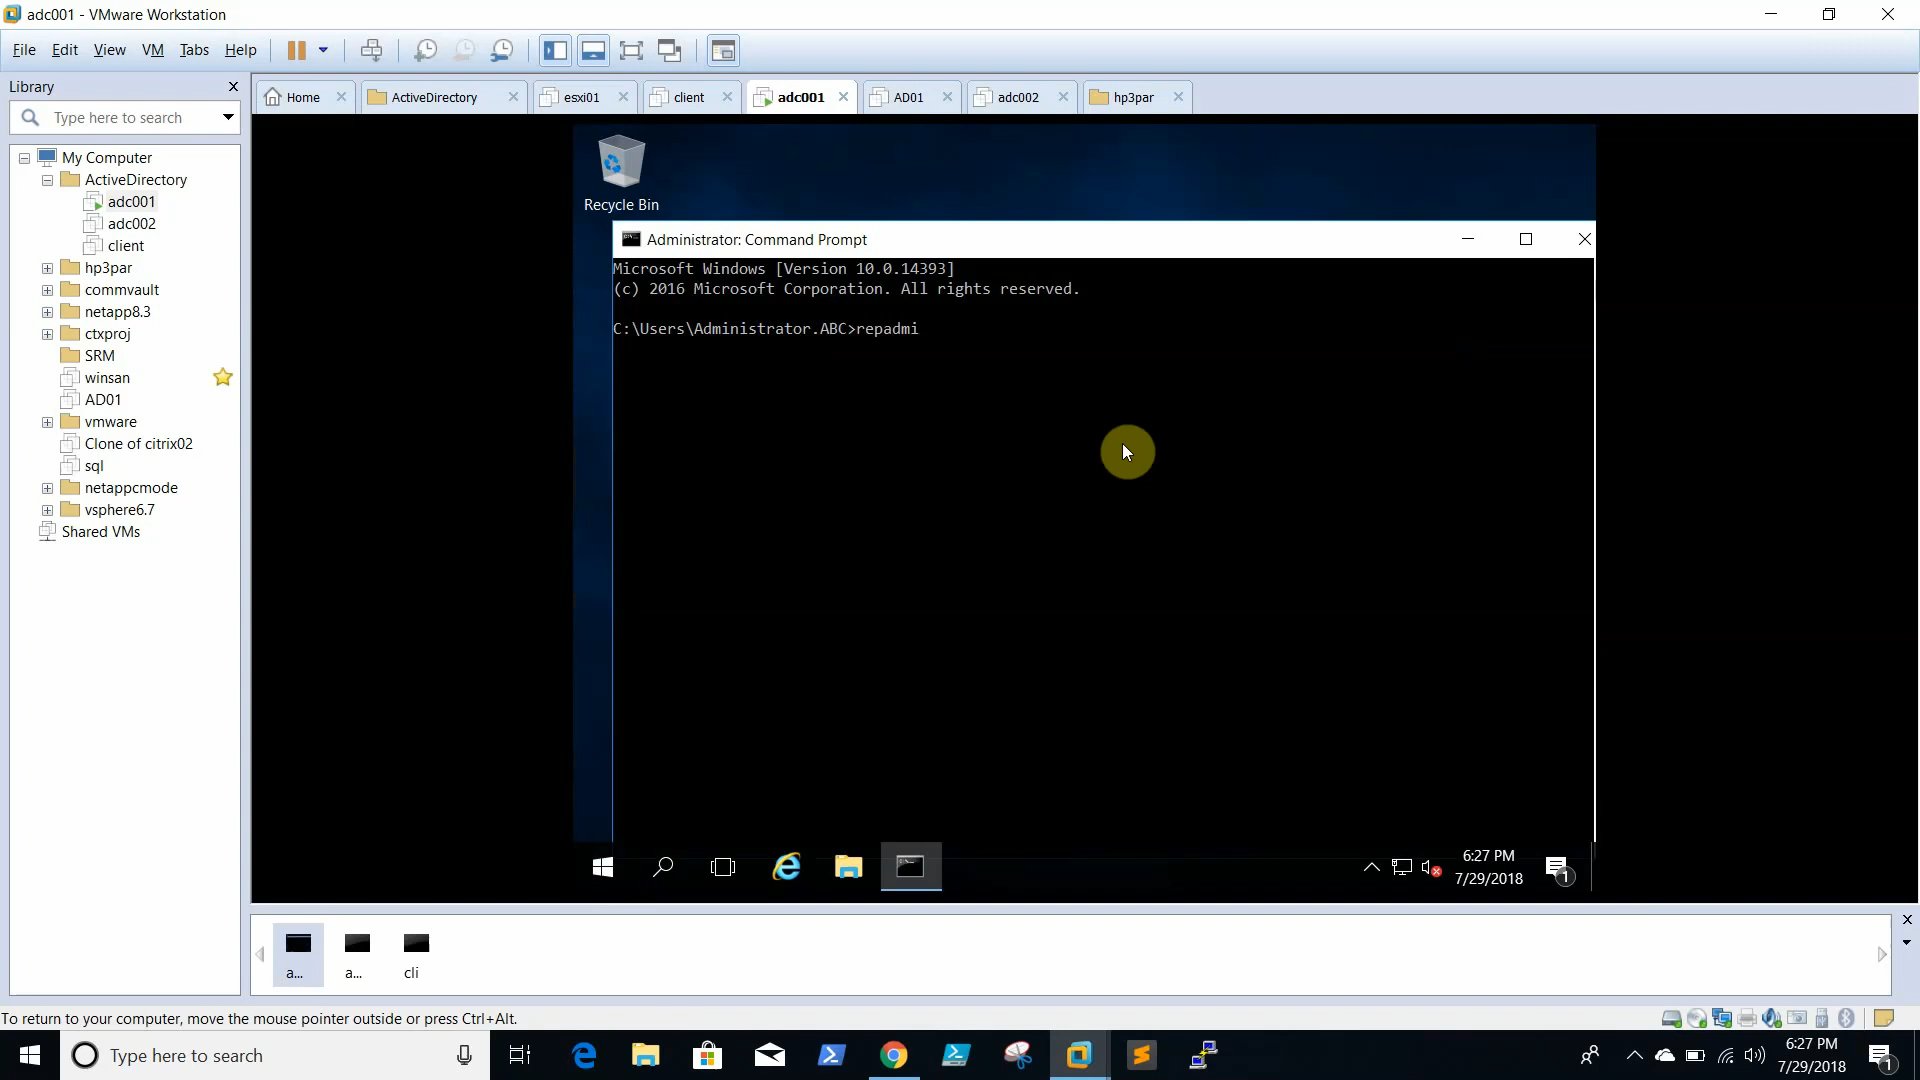 adc001 - VMware Workstation
File Edit View VM Tabs Help
Library
Type here to search
Home
ActiveDirectory
esxi01
client
adc001
AD01
adc002
hp3par
My Computer
ActiveDirectory
adc001
adc002
client
hp3par
commvault
netapp8.3
ctxproj
SRM
winsan
AD01
vmware
Clone of citrix02
sql
netappcmode
vsphere6.7
Shared VMs
Recycle Bin
Administrator: Command Prompt
Microsoft Windows [Version 10.0.14393]
(c) 2016 Microsoft Corporation. All rights reserved.
C:\Users\Administrator.ABC>repadmi
6:27 PM
7/29/2018
1
a...
a...
cli
To return to your computer, move the mouse pointer outside or press Ctrl+Alt.
Type here to search
6:27 PM
7/29/2018
1